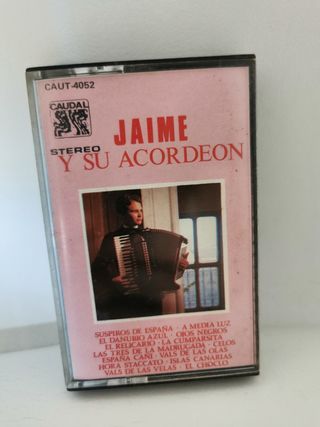 CAUT-4052
CAUDAL
STEREO
JAIME
Y SU ACORDEON
SUSPIROS DE ESPAÑA · A MEDIA LUZ
EL DANUBIO AZUL · OJOS NEGROS
EL RELICARIO · LA CUMPARSITA
LAS TRES DE LA MADRUGADA · CELOS
ESPAÑA CAÑI · VALS DE LAS OLAS
HORA STACCATO · ISLAS CANARIAS
VALS DE LAS VELAS · EL CHOCLO